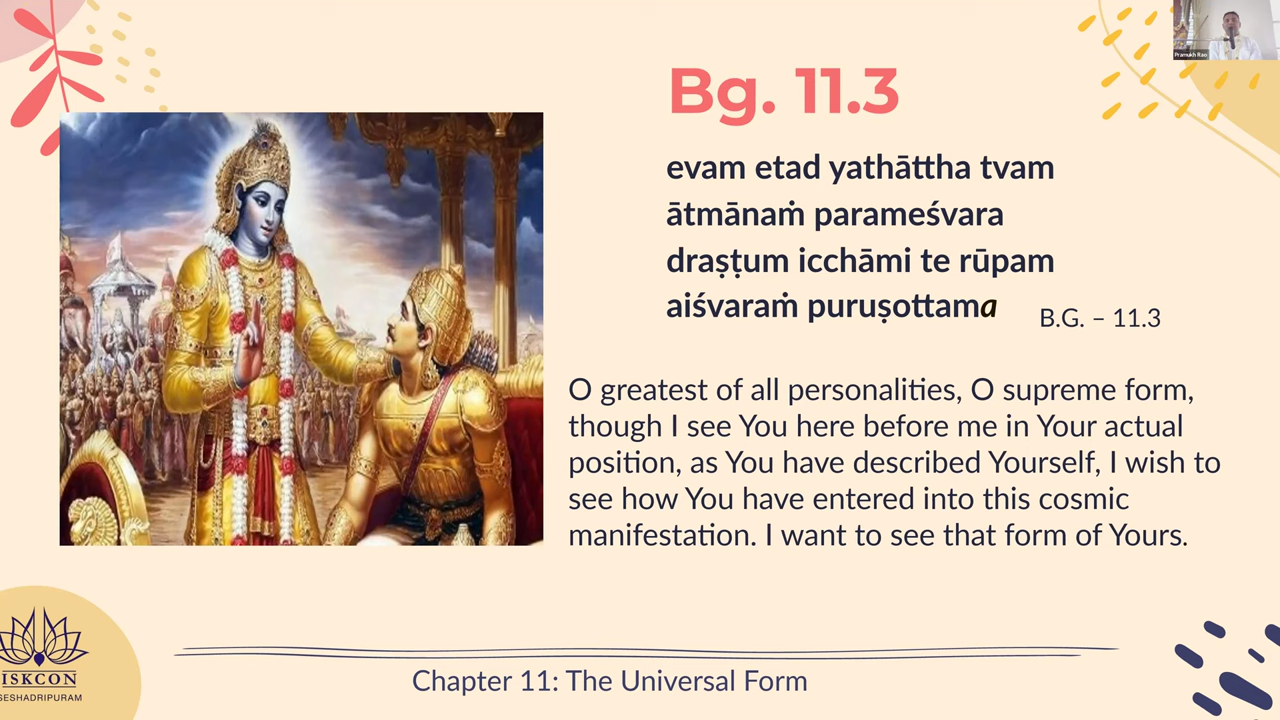 Pramukh Rao
Bg. 11.3
evam etad yathāttha tvam
ātmānaṁ parameśvara
draṣṭum icchāmi te rūpam
aiśvaraṁ puruṣottama
B.G. – 11.3
O greatest of all personalities, O supreme form,
though I see You here before me in Your actual
position, as You have described Yourself, I wish to
see how You have entered into this cosmic
manifestation. I want to see that form of Yours.
ISKCON
SESHADRIPURAM
Chapter 11: The Universal Form